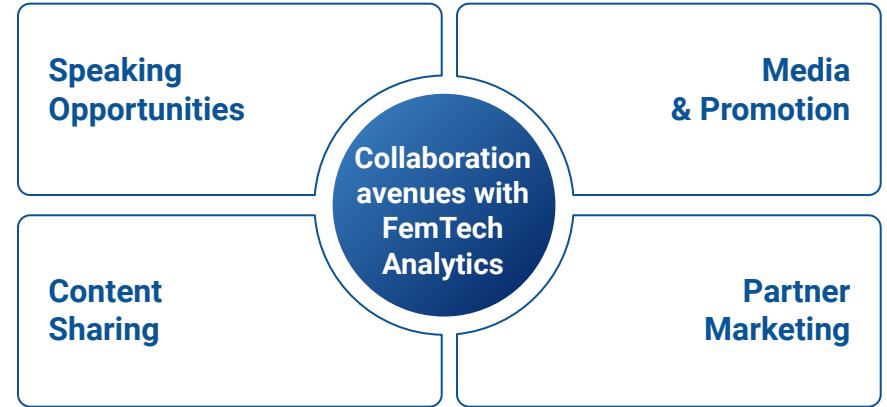 Speaking
Opportunities
Media
& Promotion
Collaboration
avenues with
FemTech
Analytics
Content
Sharing
Partner
Marketing